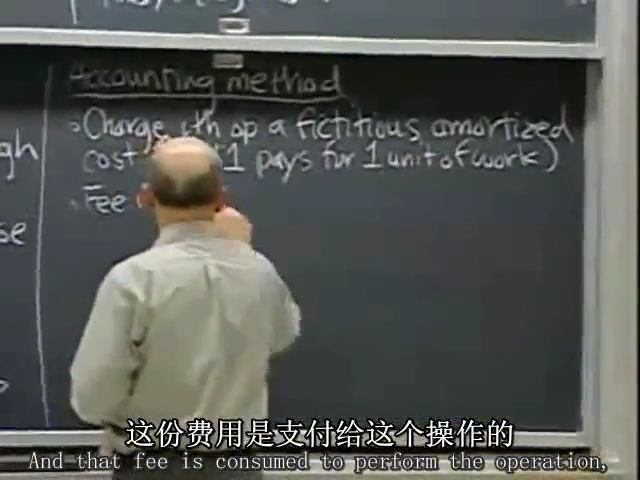 Accounting method
• Charge ith op a fictitious amortized
gh
cost 1 pays for 1 unit of work)
• Fee
se
这份费用是支付给这个操作的
And that fee is consumed to perform the operation,